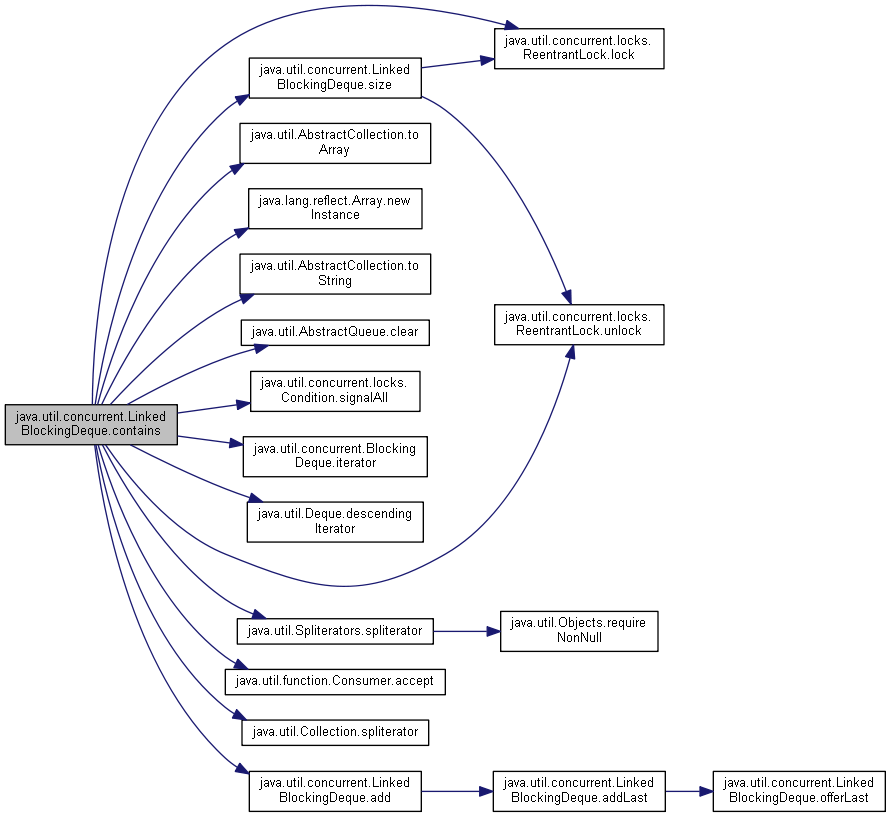 java.util.concurrent.locks.
ReentrantLock.lock
java.util.concurrent.Linked
BlockingDeque.size
java.util.AbstractCollection.to
Array
java.lang.reflect.Array.new
Instance
java.util.AbstractCollection.to
String
java.util.concurrent.locks.
ReentrantLock.unlock
java.util.AbstractQueue.clear
java.util.concurrent.locks.
Condition.signalAll
java.util.concurrent.Linked
BlockingDeque.contains
java.util.concurrent.Blocking
Deque.iterator
java.util.Deque.descending
Iterator
java.util.Spliterators.spliterator
java.util.Objects.require
NonNull
java.util.function.Consumer.accept
java.util.Collection.spliterator
java.util.concurrent.Linked
BlockingDeque.add
java.util.concurrent.Linked
BlockingDeque.addLast
java.util.concurrent.Linked
BlockingDeque.offerLast